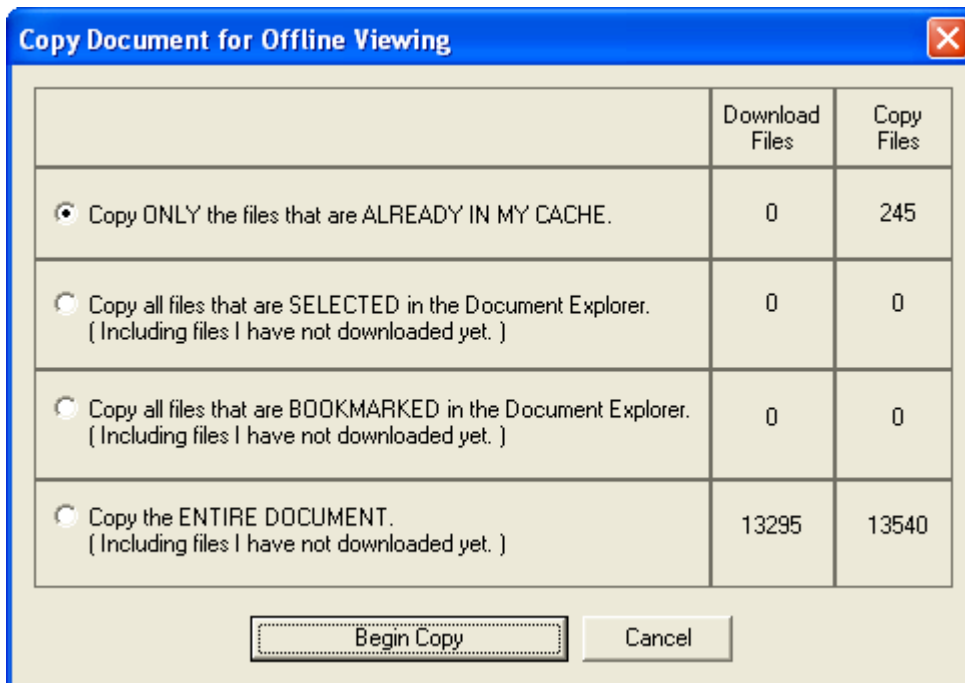 Copy Document for Offline Viewing
Download Files
Copy Files
Copy ONLY the files that are ALREADY IN MY CACHE.
0
245
Copy all files that are SELECTED in the Document Explorer.
( Including files I have not downloaded yet. )
0
0
Copy all files that are BOOKMARKED in the Document Explorer.
( Including files I have not downloaded yet. )
0
0
Copy the ENTIRE DOCUMENT.
( Including files I have not downloaded yet. )
13295
13540
Begin Copy
Cancel